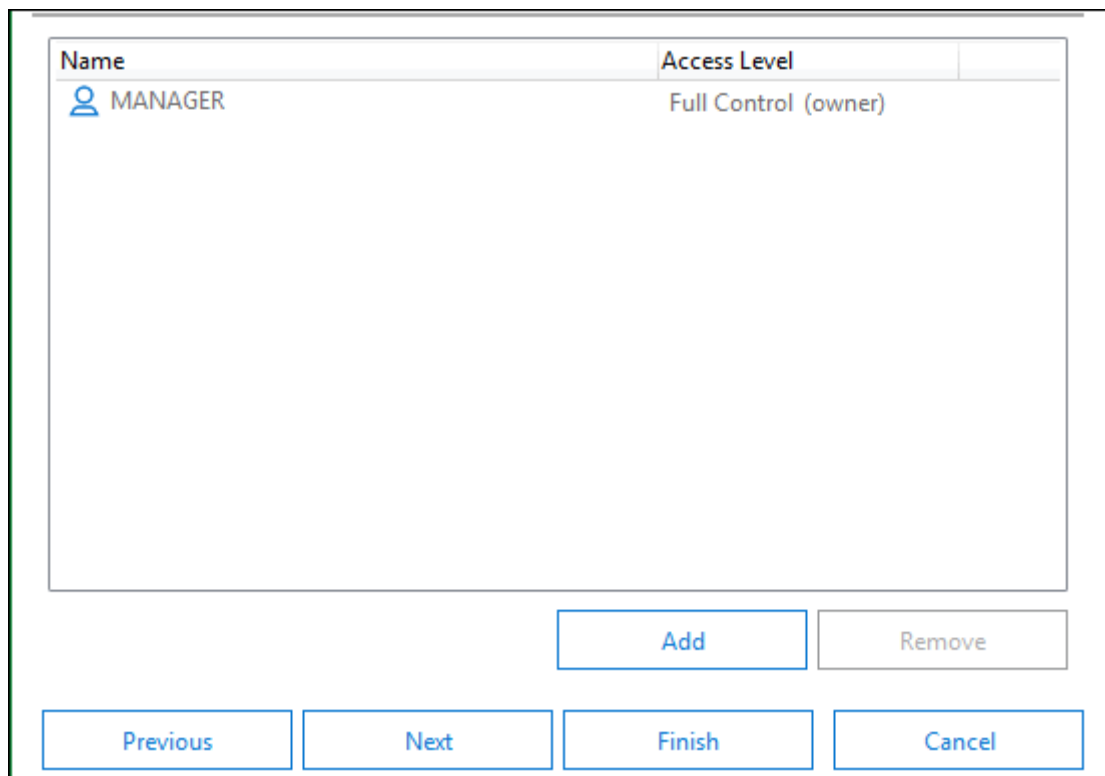 Name Access Level
MANAGER Full Control (owner)
Add Remove
Previous Next Finish Cancel